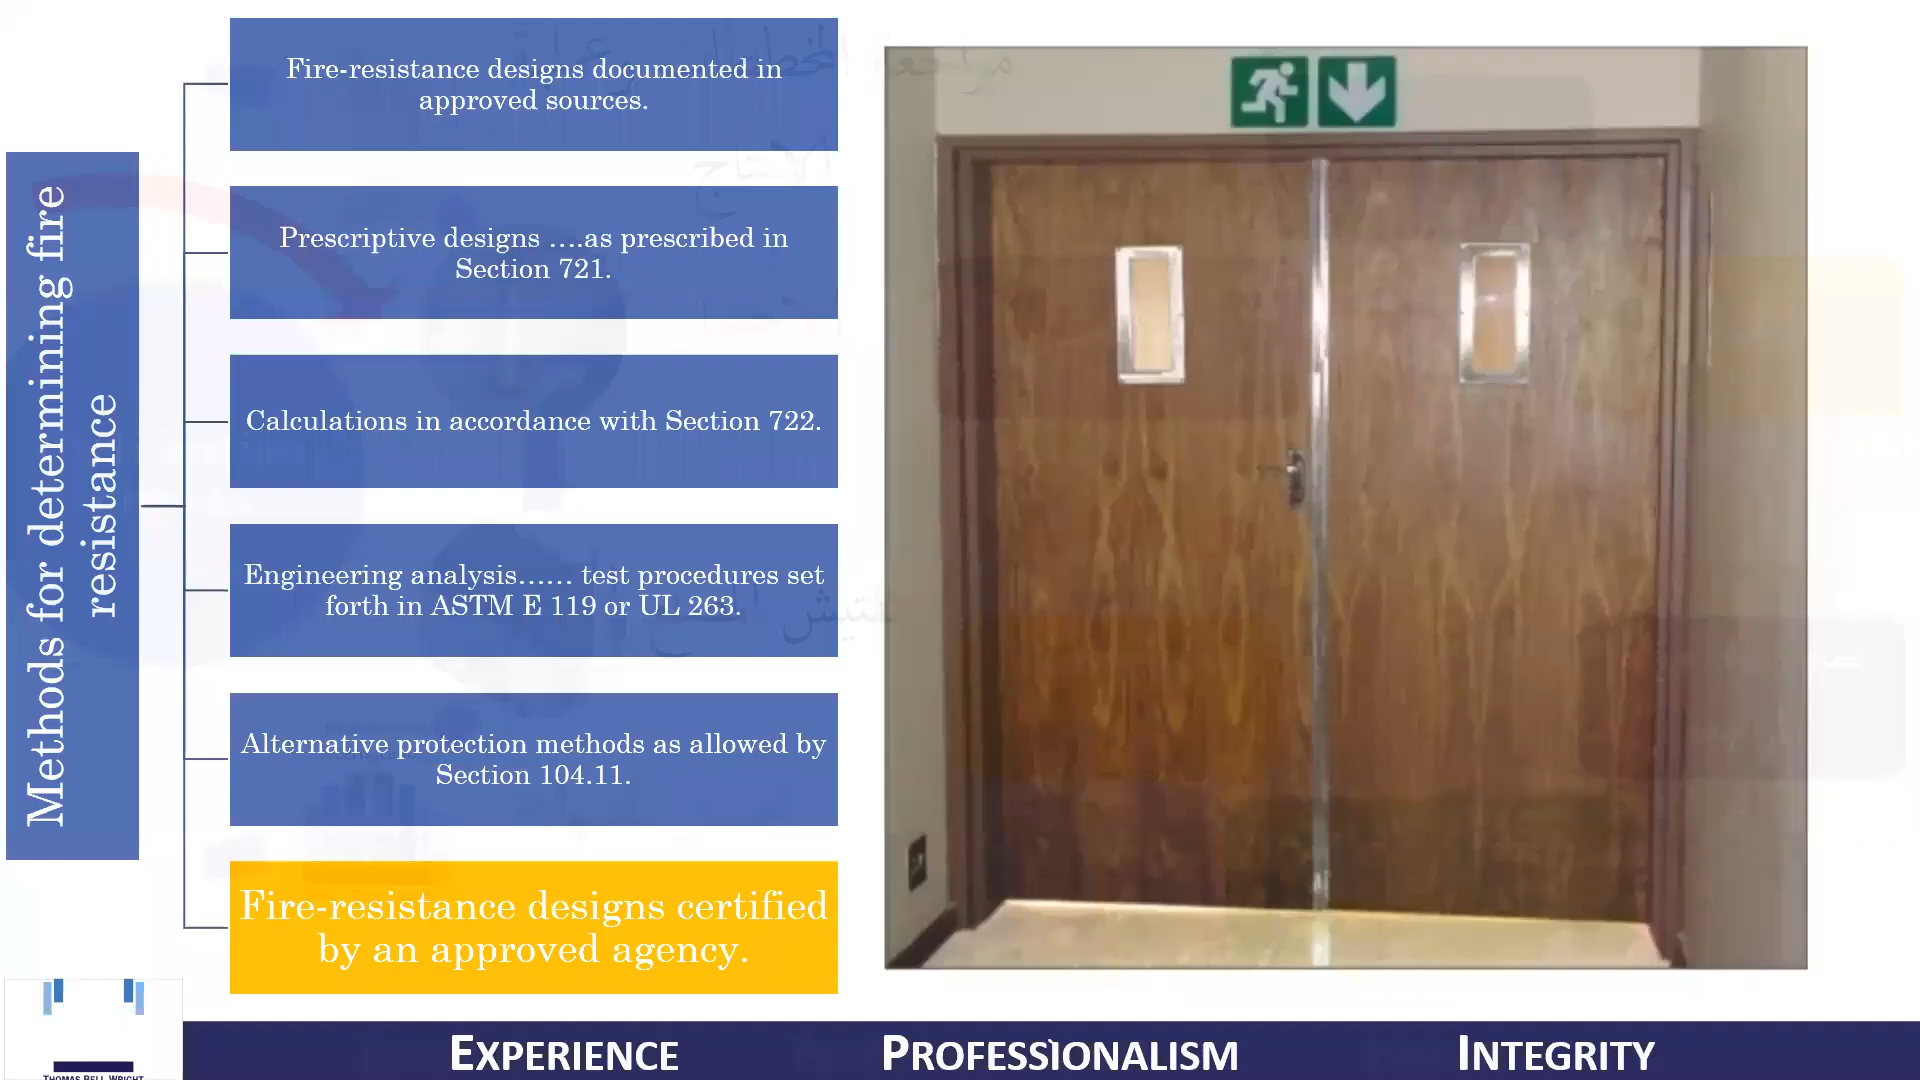 Methods for determining fire
resistance
Fire-resistance designs documented in
approved sources.
Prescriptive designs ....as prescribed in
Section 721.
Calculations in accordance with Section 722.
Engineering analysis...... test procedures set
forth in ASTM E 119 or UL 263.
Alternative protection methods as allowed by
Section 104.11.
Fire-resistance designs certified
by an approved agency.
THOMAS BELL-WRIGHT
EXPERIENCE PROFESSIONALISM INTEGRITY